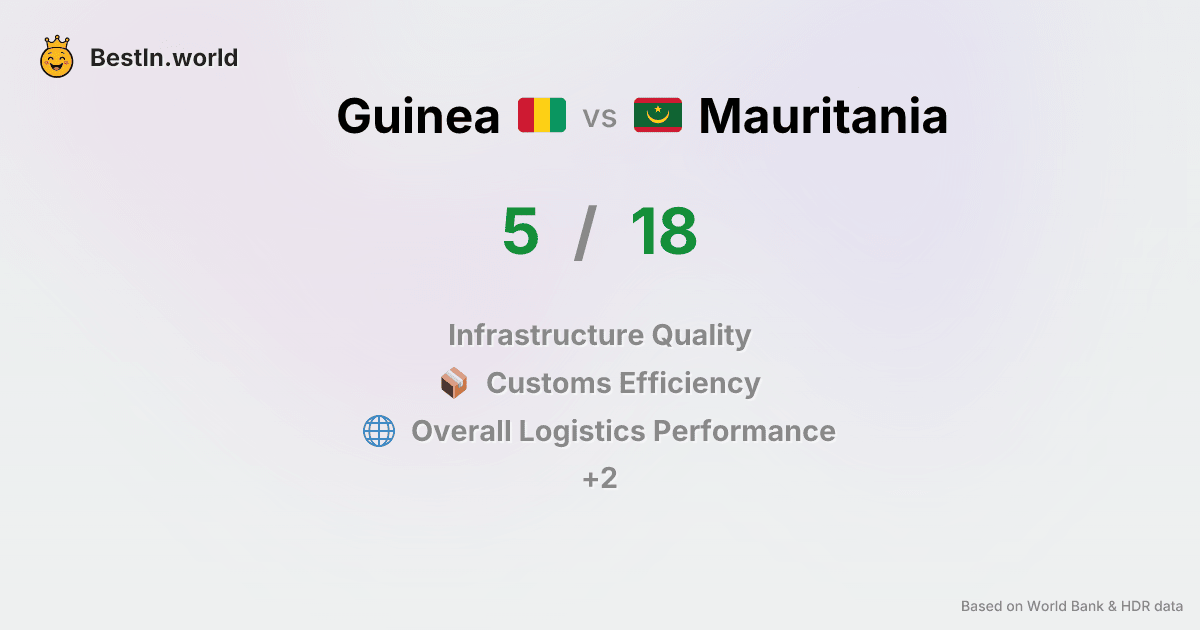 BestIn.world
Guinea vs Mauritania
5 / 18
Infrastructure Quality
Customs Efficiency
Overall Logistics Performance
+2
Based on World Bank & HDR data